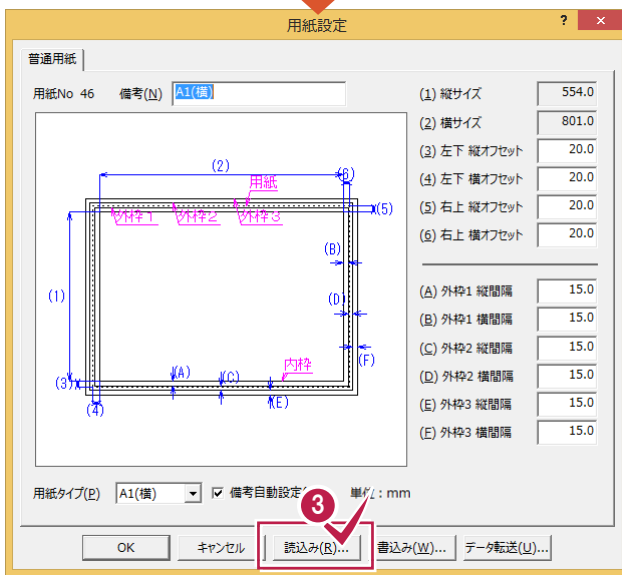 用紙設定
? ×
普通用紙
用紙No 46 備考(N) A1(横)
(1) 縦サイズ 554.0
(2) 横サイズ 801.0
(3) 左下 縦オフセット 20.0
(4) 左下 横オフセット 20.0
(5) 右上 縦オフセット 20.0
(6) 右上 横オフセット 20.0
(A) 外枠1 縦間隔 15.0
(B) 外枠1 横間隔 15.0
(C) 外枠2 縦間隔 15.0
(D) 外枠2 横間隔 15.0
(E) 外枠3 縦間隔 15.0
(F) 外枠3 横間隔 15.0
(2)
(6)
用紙
外枠1 外枠2 外枠3
(5)
(B)
(1)
(D)
内枠
(F)
(3)
(A)
(C)
(4)
(E)
用紙タイプ(P) A1(横) 備考自動設定 単位 : mm
3
OK キャンセル 読込み(R)... 書込み(W)... データ転送(U)...